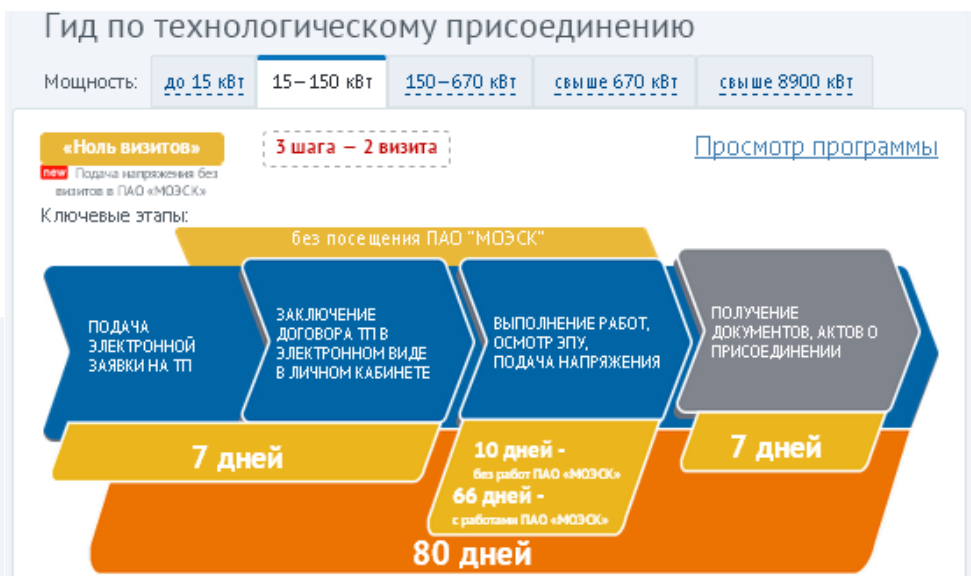 Гид по технологическому присоединению
Мощность: до 15 кВт 15—150 кВт 150—670 кВт свыше 670 кВт свыше 8900 кВт
«Ноль визитов»
3 шага — 2 визита
Просмотр программы
new Подача напряжения без
визитов в ПАО «МОЭСК»
Ключевые этапы:
без посещения ПАО "МОЭСК"
ПОДАЧА
ЭЛЕКТРОННОЙ
ЗАЯВКИ НА ТП
ЗАКЛЮЧЕНИЕ
ДОГОВОРА ТП В
ЭЛЕКТРОННОМ ВИДЕ
В ЛИЧНОМ КАБИНЕТЕ
ВЫПОЛНЕНИЕ РАБОТ,
ОСМОТР ЭПУ,
ПОДАЧА НАПРЯЖЕНИЯ
ПОЛУЧЕНИЕ
ДОКУМЕНТОВ, АКТОВ О
ПРИСОЕДИНЕНИИ
7 дней
10 дней -
без работ ПАО «МОЭСК»
66 дней -
с работами ПАО «МОЭСК»
7 дней
80 дней